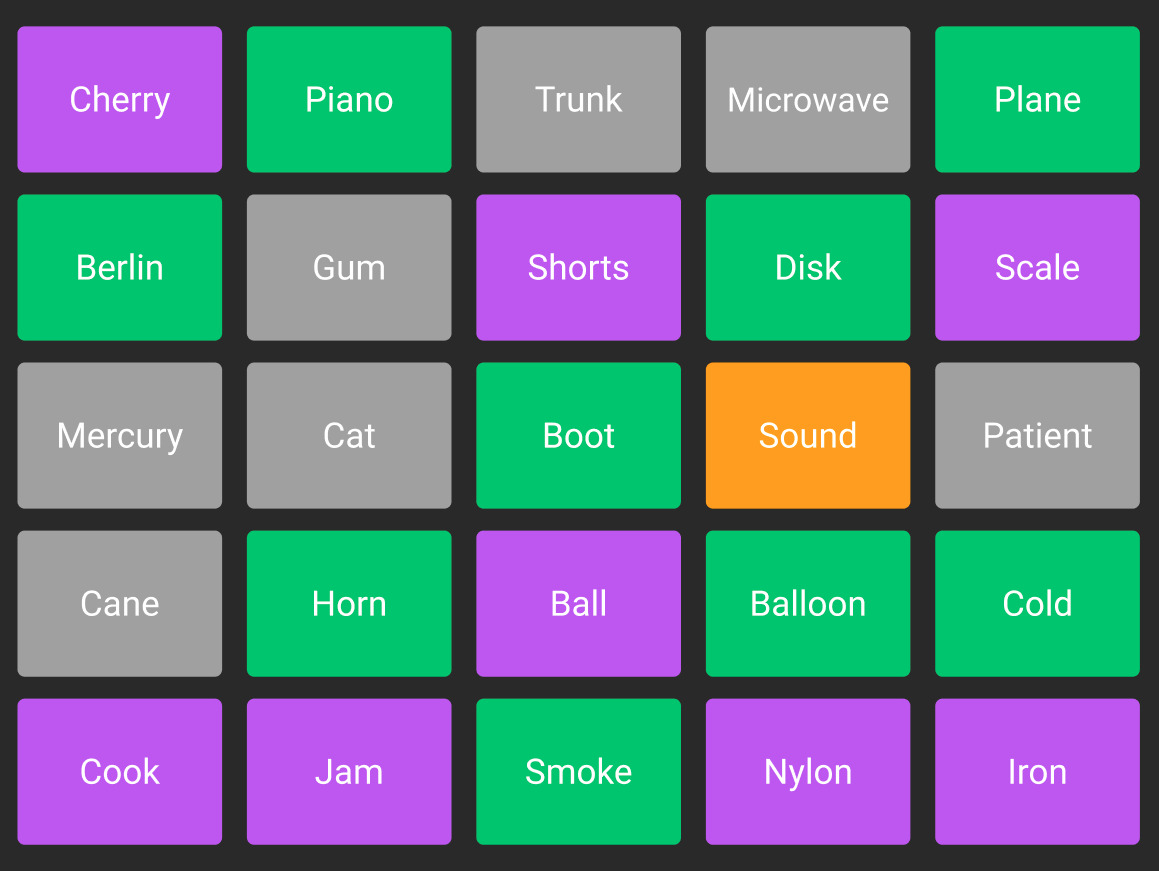 Cherry
Piano
Trunk
Microwave
Plane
Berlin
Gum
Shorts
Disk
Scale
Mercury
Cat
Boot
Sound
Patient
Cane
Horn
Ball
Balloon
Cold
Cook
Jam
Smoke
Nylon
Iron